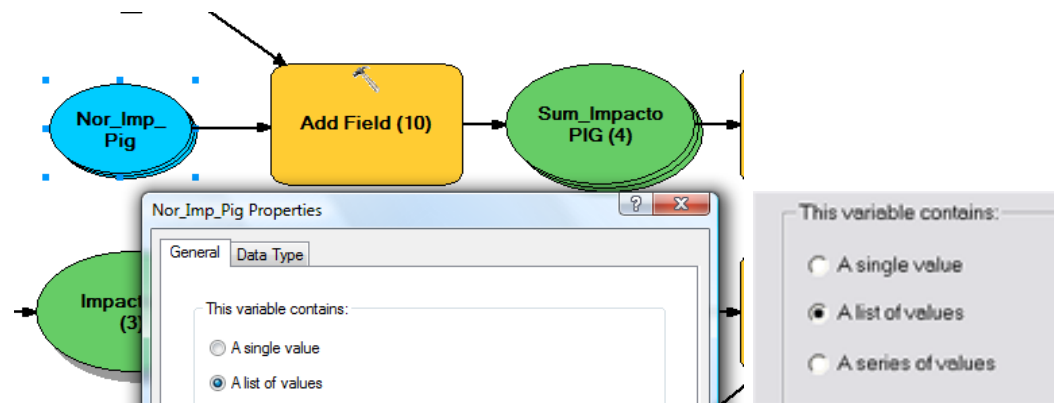 Nor_Imp_
Pig
Add Field (10)
Sum_Impacto
PIG (4)
Nor_Imp_Pig Properties
?
X
General
Data Type
Impact
(3)
This variable contains:
A single value
A list of values
This variable contains:
A single value
A list of values
A series of values